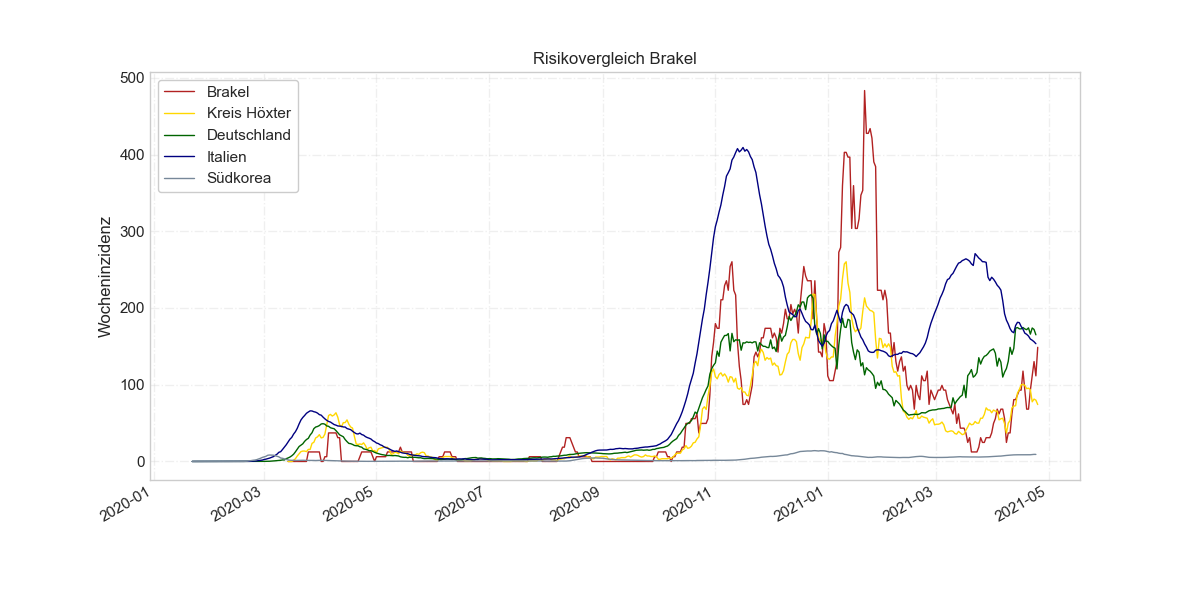 Risikovergleich Brakel
Wocheninzidenz
500
400
300
200
100
0
Brakel
Kreis Höxter
Deutschland
Italien
Südkorea
2020-01
2020-03
2020-05
2020-07
2020-09
2020-11
2021-01
2021-03
2021-05